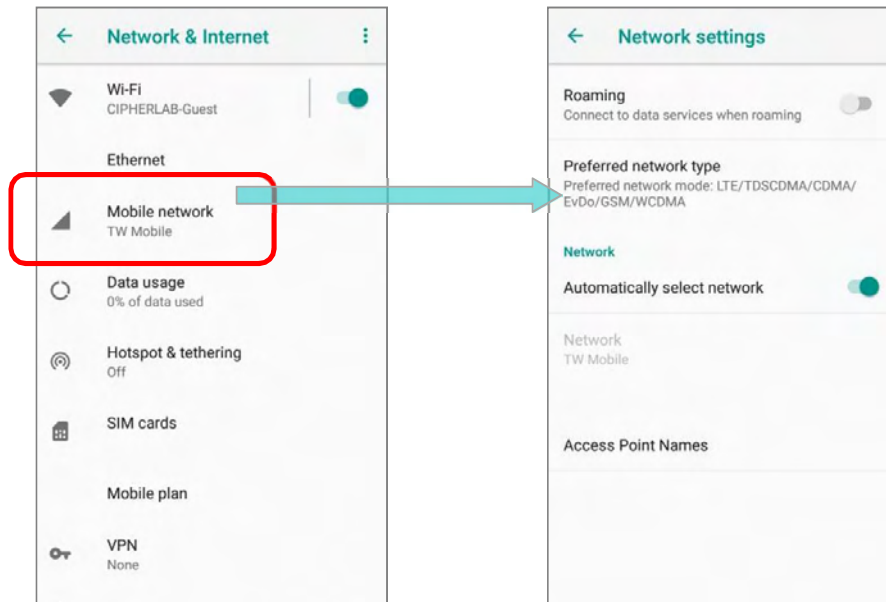 Network & Internet
Wi-Fi
CIPHERLAB-Guest
Ethernet
Mobile network
TW Mobile
Data usage
0% of data used
Hotspot & tethering
Off
SIM cards
Mobile plan
VPN
None
Network settings
Roaming
Connect to data services when roaming
Preferred network type
Preferred network mode: LTE/TDSCDMA/CDMA/
EvDo/GSM/WCDMA
Network
Automatically select network
Network
TW Mobile
Access Point Names